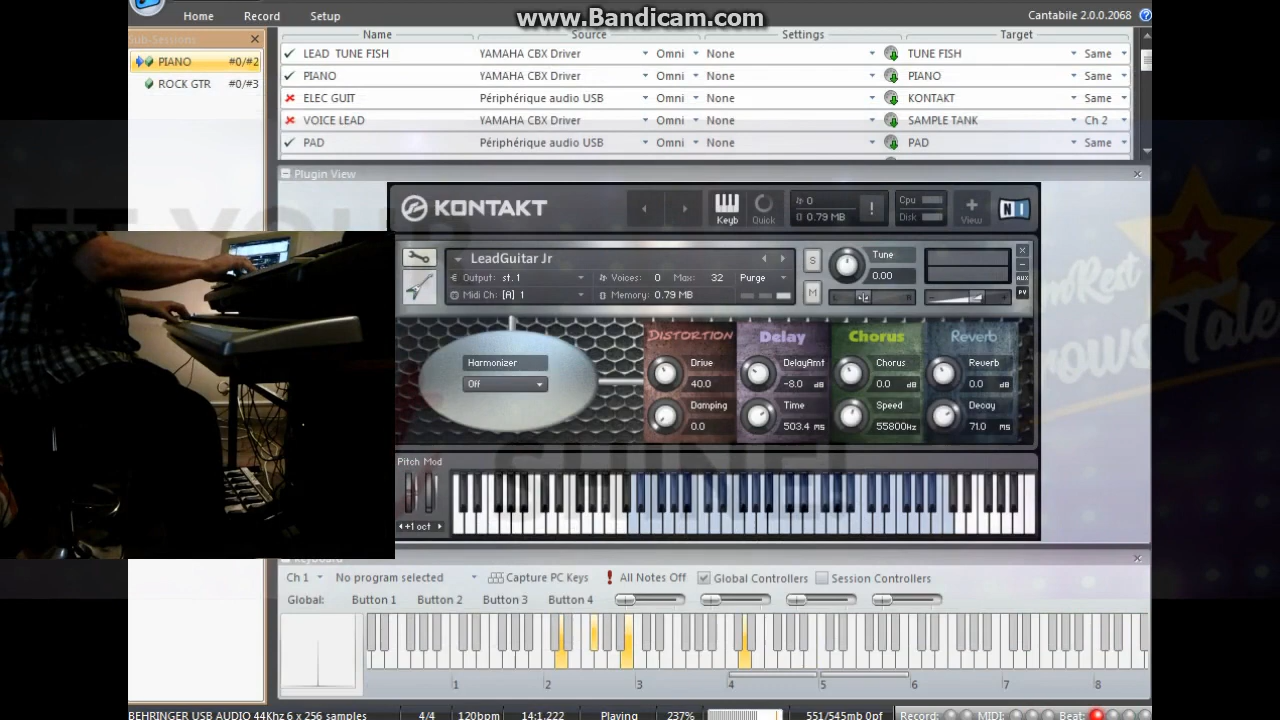 www.Bandicam.com
Home Record Setup Cantabile 2.0.0.2068
Sub-Sessions
Name Source Settings Target
PIANO #0/#2
ROCK GTR #0/#3
LEAD TUNE FISH YAMAHA CBX Driver Omni None TUNE FISH Same
PIANO YAMAHA CBX Driver Omni None PIANO Same
ELEC GUIT Périphérique audio USB Omni None KONTAKT Same
VOICE LEAD YAMAHA CBX Driver Omni None SAMPLE TANK Ch 2
PAD Périphérique audio USB Omni None PAD Same
Plugin View
KONTAKT Keyb Quick 0 0.79 MB ! Cpu Disk View NI
LeadGuitar Jr S Tune 0.00
Output: st.1 Voices: 0 Max: 32 Purge
Midi Ch: [A] 1 Memory: 0.79 MB M L R AUX PV
DISTORTION Delay Chorus Reverb
Harmonizer Drive DelayAmt Chorus Reverb
Off 40.0 -8.0 dB 0.0 dB 0.0 dB
Damping Time Speed Decay
0.0 503.4 ms 55800Hz 71.0 ms
SHINE!
Pitch Mod
+1 oct
Keyboard
Ch 1 No program selected Capture PC Keys All Notes Off Global Controllers Session Controllers
Global: Button 1 Button 2 Button 3 Button 4
1 2 3 4 5 6 7 8
BEHRINGER USB AUDIO 44Khz 6 x 256 samples 4/4 120bpm 14:1.222 Playing 237% 551/545mb 0pf Record: MIDI: Beat: